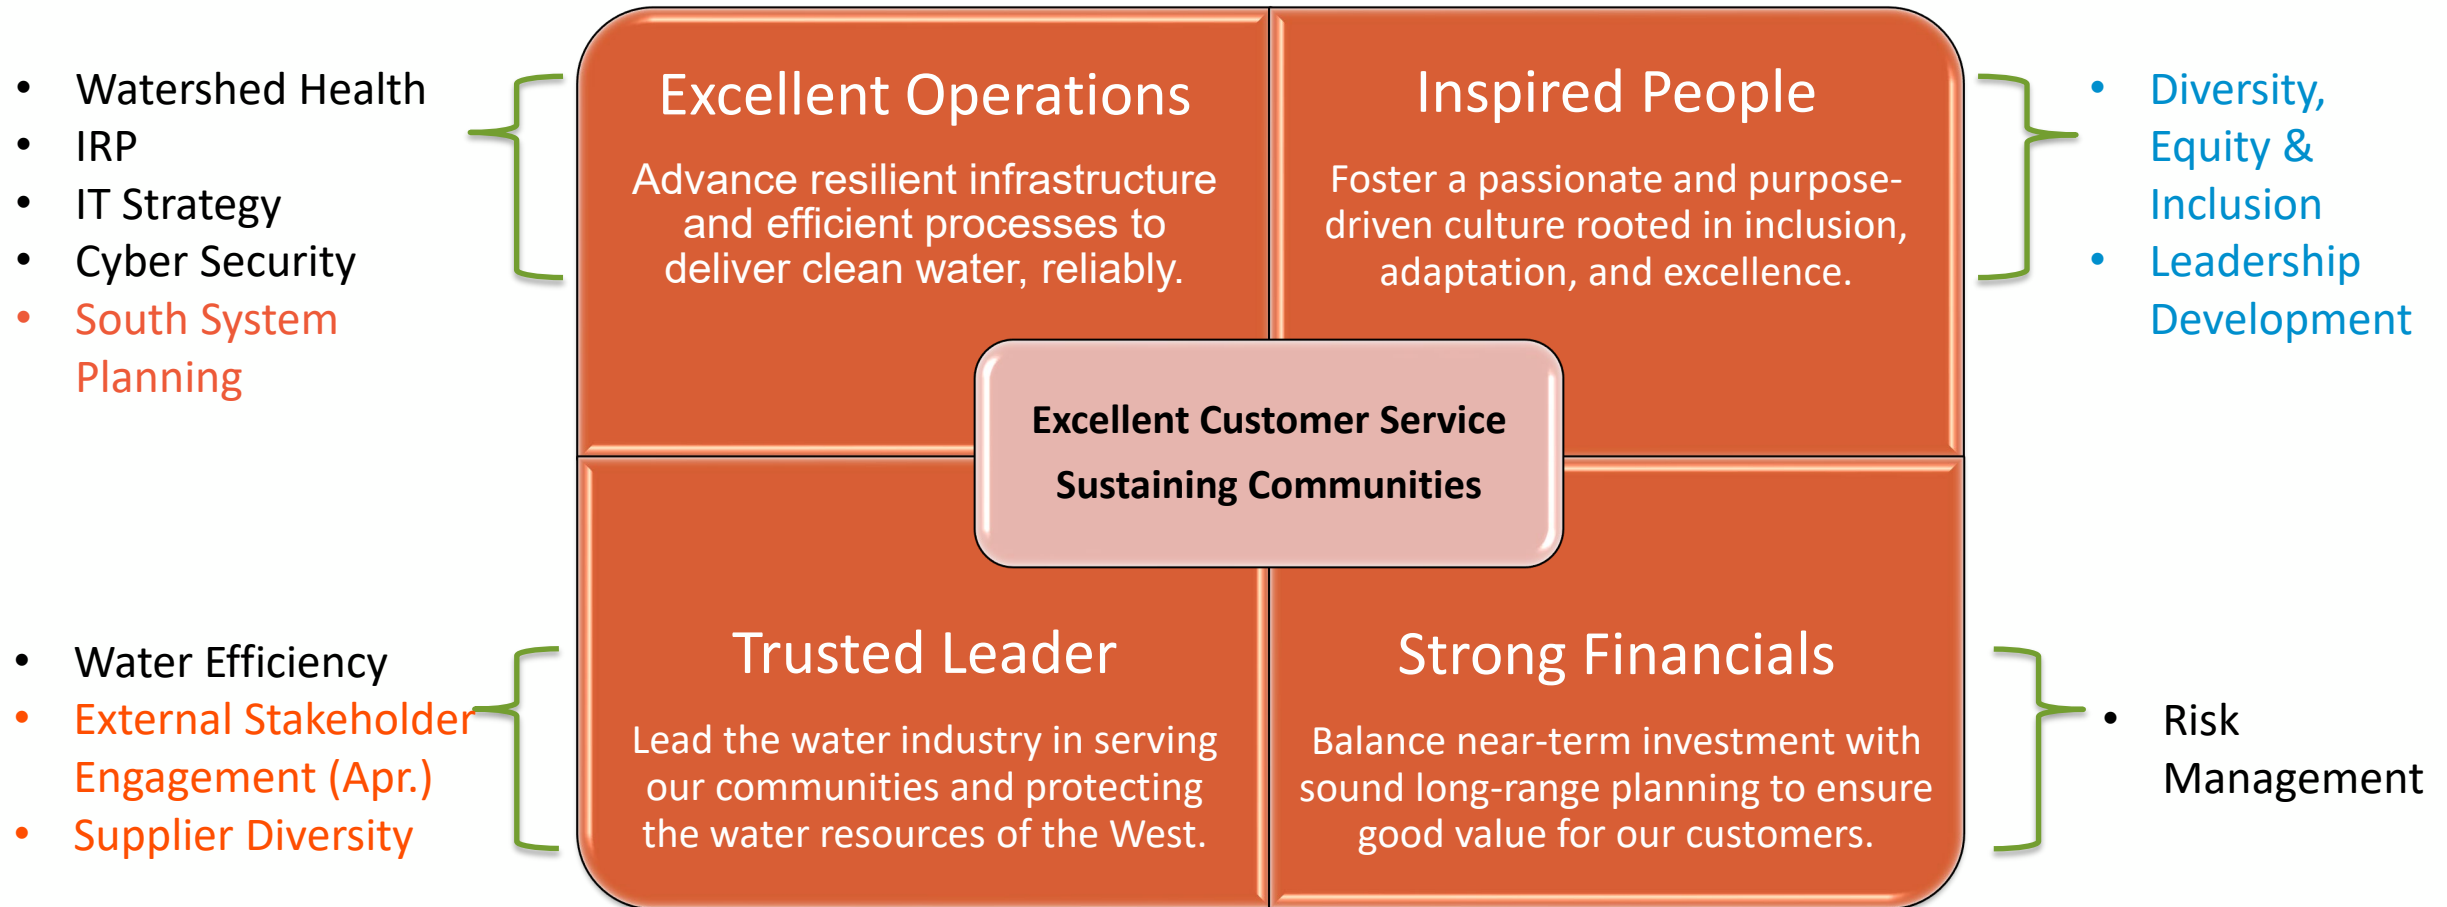 • Watershed Health
• IRP
• IT Strategy
• Cyber Security
• South System
Planning
Excellent Operations
Advance resilient infrastructure
and efficient processes to
deliver clean water, reliably.
Inspired People
Foster a passionate and purpose-
driven culture rooted in inclusion,
adaptation, and excellence.
• Diversity,
Equity &
Inclusion
• Leadership
Development
Excellent Customer Service
Sustaining Communities
• Water Efficiency
• External Stakeholder
Engagement (Apr.)
• Supplier Diversity
Trusted Leader
Lead the water industry in serving
our communities and protecting
the water resources of the West.
Strong Financials
Balance near-term investment with
sound long-range planning to ensure
good value for our customers.
• Risk
Management